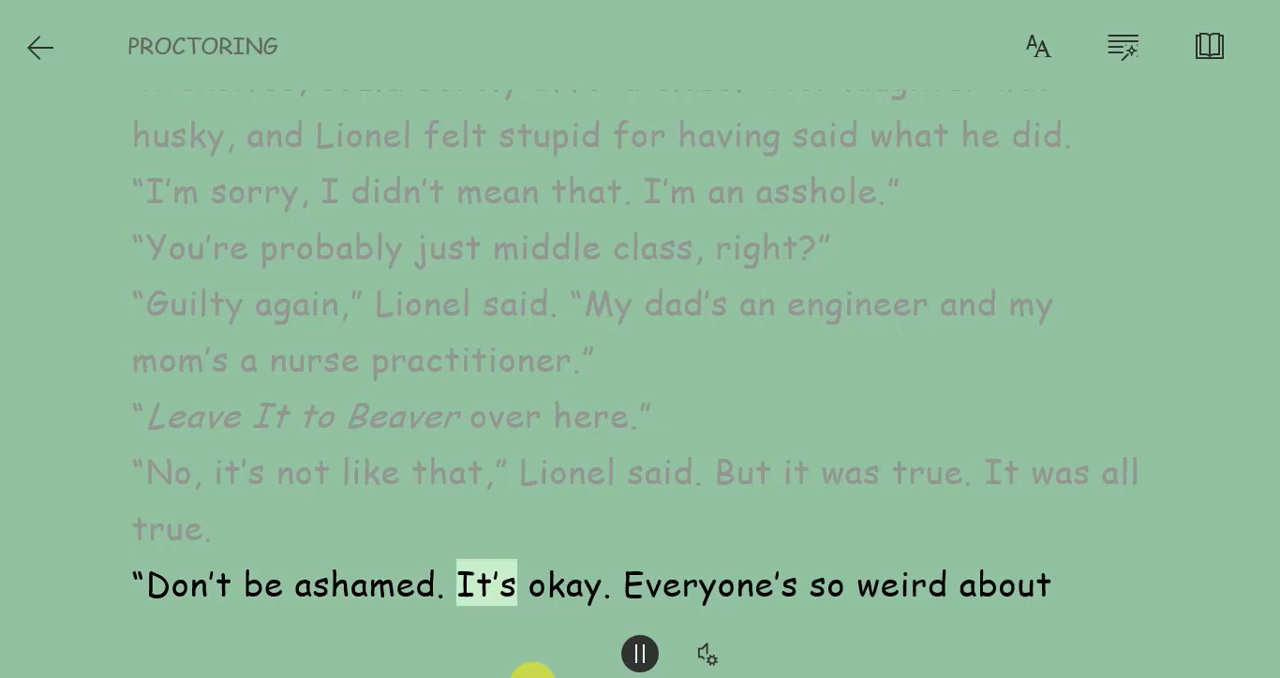 PROCTORING
husky, and Lionel felt stupid for having said what he did.
“I’m sorry, I didn’t mean that. I’m an asshole.”
“You’re probably just middle class, right?”
“Guilty again,” Lionel said. “My dad’s an engineer and my
mom’s a nurse practitioner.”
“Leave It to Beaver over here.”
“No, it’s not like that,” Lionel said. But it was true. It was all
true.
“Don’t be ashamed. It’s okay. Everyone’s so weird about